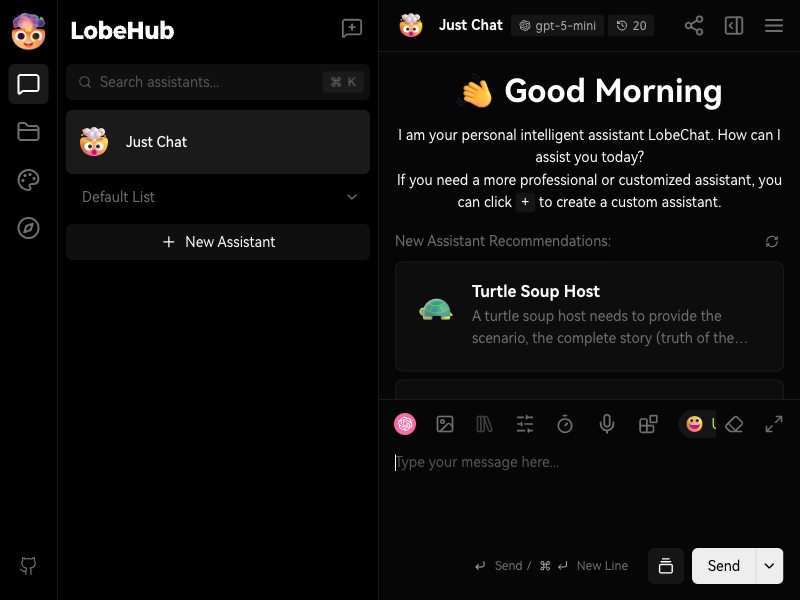 LobeHub
Search assistants...
⌘ K
Just Chat
Default List
New Assistant
Just Chat
gpt-5-mini
20
Good Morning
I am your personal intelligent assistant LobeChat. How can I
assist you today?
If you need a more professional or customized assistant, you
can click + to create a custom assistant.
New Assistant Recommendations:
Turtle Soup Host
A turtle soup host needs to provide the
scenario, the complete story (truth of the…
Type your message here...
Send / ⌘ New Line
Send